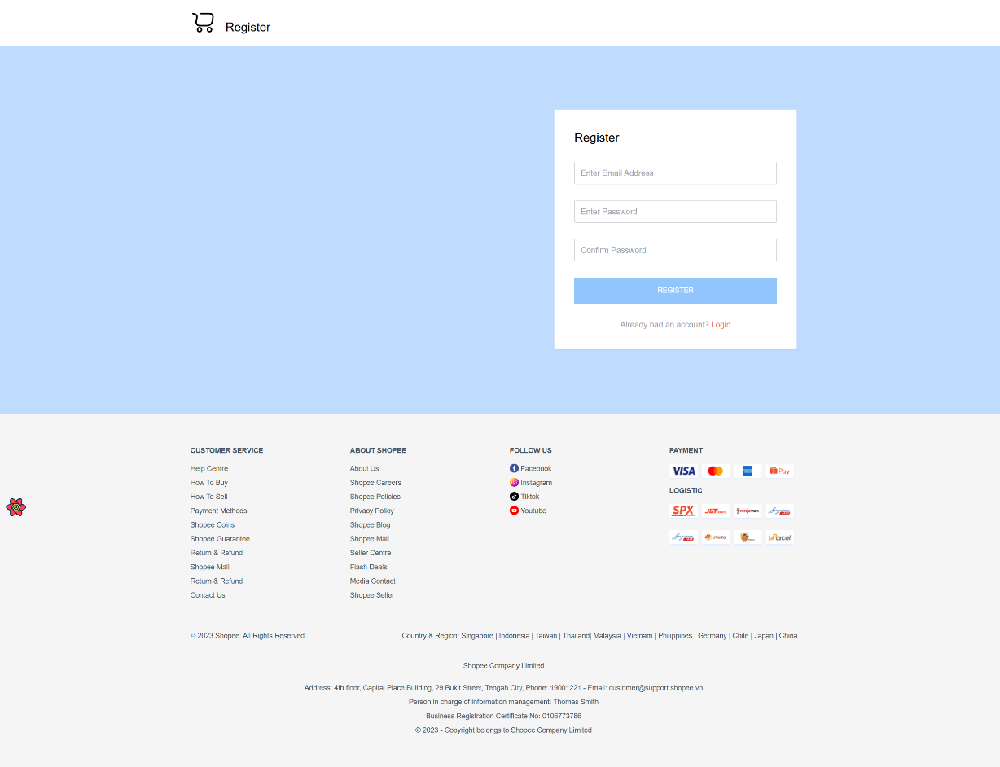 Register
Register
Enter Email Address
Enter Password
Confirm Password
REGISTER
Already had an account? Login
CUSTOMER SERVICE
Help Centre
How To Buy
How To Sell
Payment Methods
Shopee Coins
Shopee Guarantee
Return & Refund
Shopee Mall
Return & Refund
Contact Us
ABOUT SHOPEE
About Us
Shopee Careers
Shopee Policies
Privacy Policy
Shopee Blog
Shopee Mall
Seller Centre
Flash Deals
Media Contact
Shopee Seller
FOLLOW US
Facebook
Instagram
Tiktok
Youtube
PAYMENT
VISA
Pay
LOGISTIC
SPX
J&T EXPRESS
ninjavan
Singapore
Singapore
Parcel
© 2023 Shopee. All Rights Reserved.
Country & Region: Singapore | Indonesia | Taiwan | Thailand| Malaysia | Vietnam | Philippines | Germany | Chile | Japan | China
Shopee Company Limited
Address: 4th floor, Capital Place Building, 29 Bukit Street, Tengah City, Phone: 19001221 - Email: customer@support.shopee.vn
Person in charge of information management: Thomas Smith
Business Registration Certificate No: 0106773786
© 2023 - Copyright belongs to Shopee Company Limited